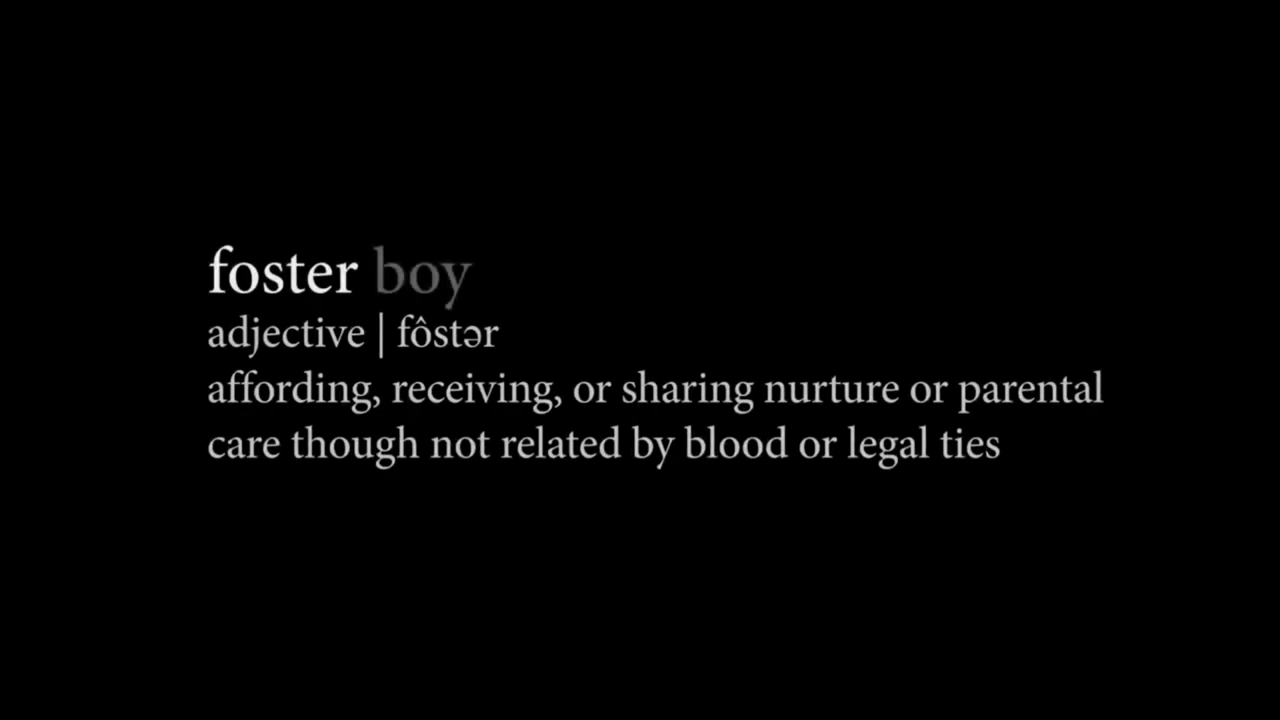 foster boy
adjective | fôstər
affording, receiving, or sharing nurture or parental
care though not related by blood or legal ties